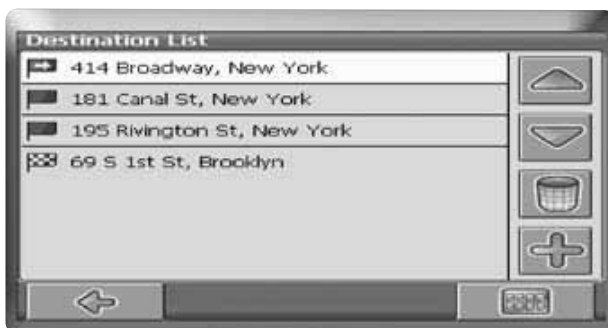 Destination List
414 Broadway, New York
181 Canal St, New York
195 Rivington St, New York
69 S 1st St, Brooklyn